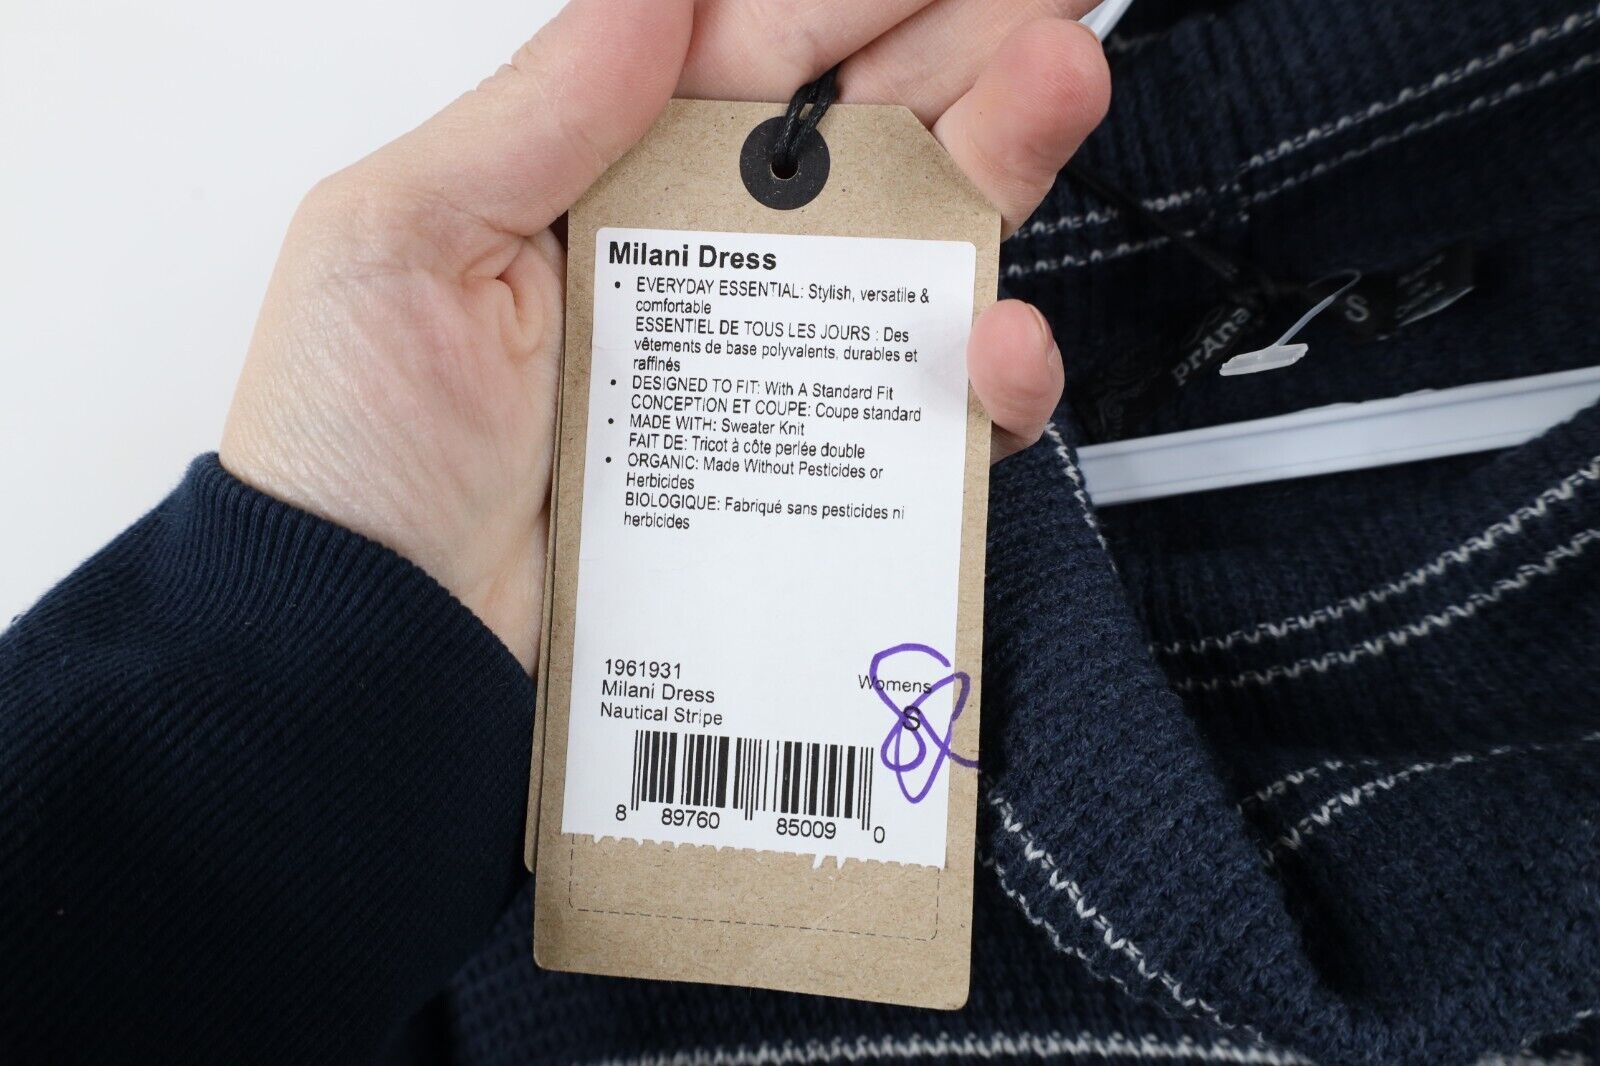 Milani Dress
• EVERYDAY ESSENTIAL: Stylish, versatile &
comfortable
ESSENTIEL DE TOUS LES JOURS : Des
vêtements de base polyvalents, durables et
raffinés
• DESIGNED TO FIT: With A Standard Fit
CONCEPTION ET COUPE: Coupe standard
• MADE WITH: Sweater Knit
FAIT DE: Tricot à côte perlée double
• ORGANIC: Made Without Pesticides or
Herbicides
BIOLOGIQUE: Fabriqué sans pesticides ni
herbicides
1961931
Milani Dress
Nautical Stripe
Womens
S
8 89760 85009 0
prAna
S